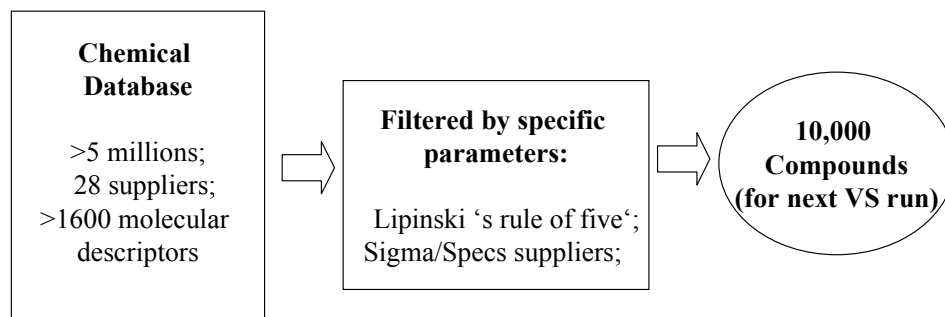 Chemical
Database
>5 millions;
28 suppliers;
>1600 molecular
descriptors
Filtered by specific
parameters:
Lipinski ‘s rule of five‘;
Sigma/Specs suppliers;
10,000
Compounds
(for next VS run)